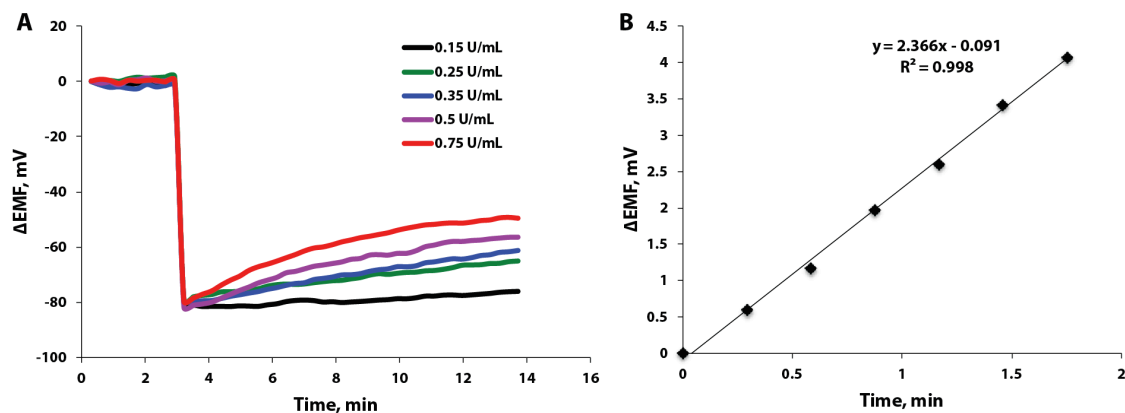 A
20
0
-20
-40
-60
-80
-100
ΔEMF, mV
0 2 4 6 8 10 12 14 16
Time, min
0.15 U/mL
0.25 U/mL
0.35 U/mL
0.5 U/mL
0.75 U/mL
B
4.5
4
3.5
3
2.5
2
1.5
1
0.5
0
ΔEMF, mV
0 0.5 1 1.5 2
Time, min
y = 2.366x - 0.091
R² = 0.998